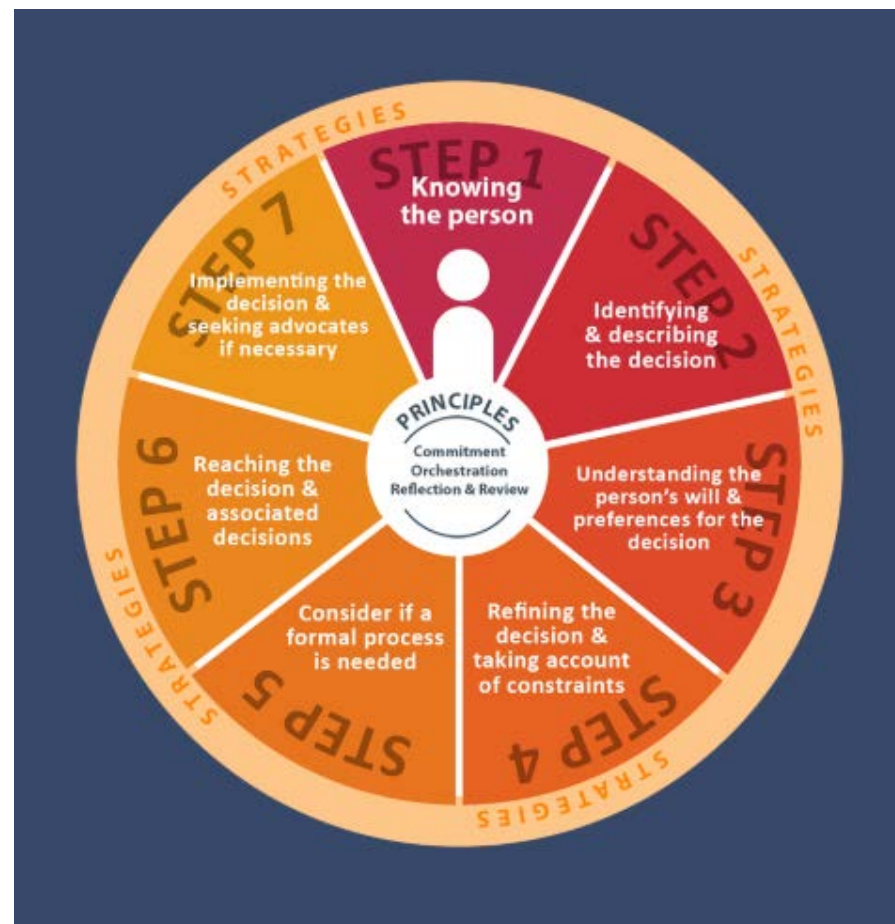 STRATEGIES
STEP 1
Knowing
the person
STRATEGIES
STEP 2
Identifying
& describing
the decision
STEP 3
Understanding the
person's will &
preferences for the
decision
STRATEGIES
STEP 4
Refining the
decision &
taking account
of constraints
STEP 5
Consider if a
formal process
is needed
STRATEGIES
STEP 6
Reaching the
decision &
associated
decisions
STEP 7
Implementing the
decision &
seeking advocates
if necessary
PRINCIPLES
Commitment
Orchestration
Reflection & Review